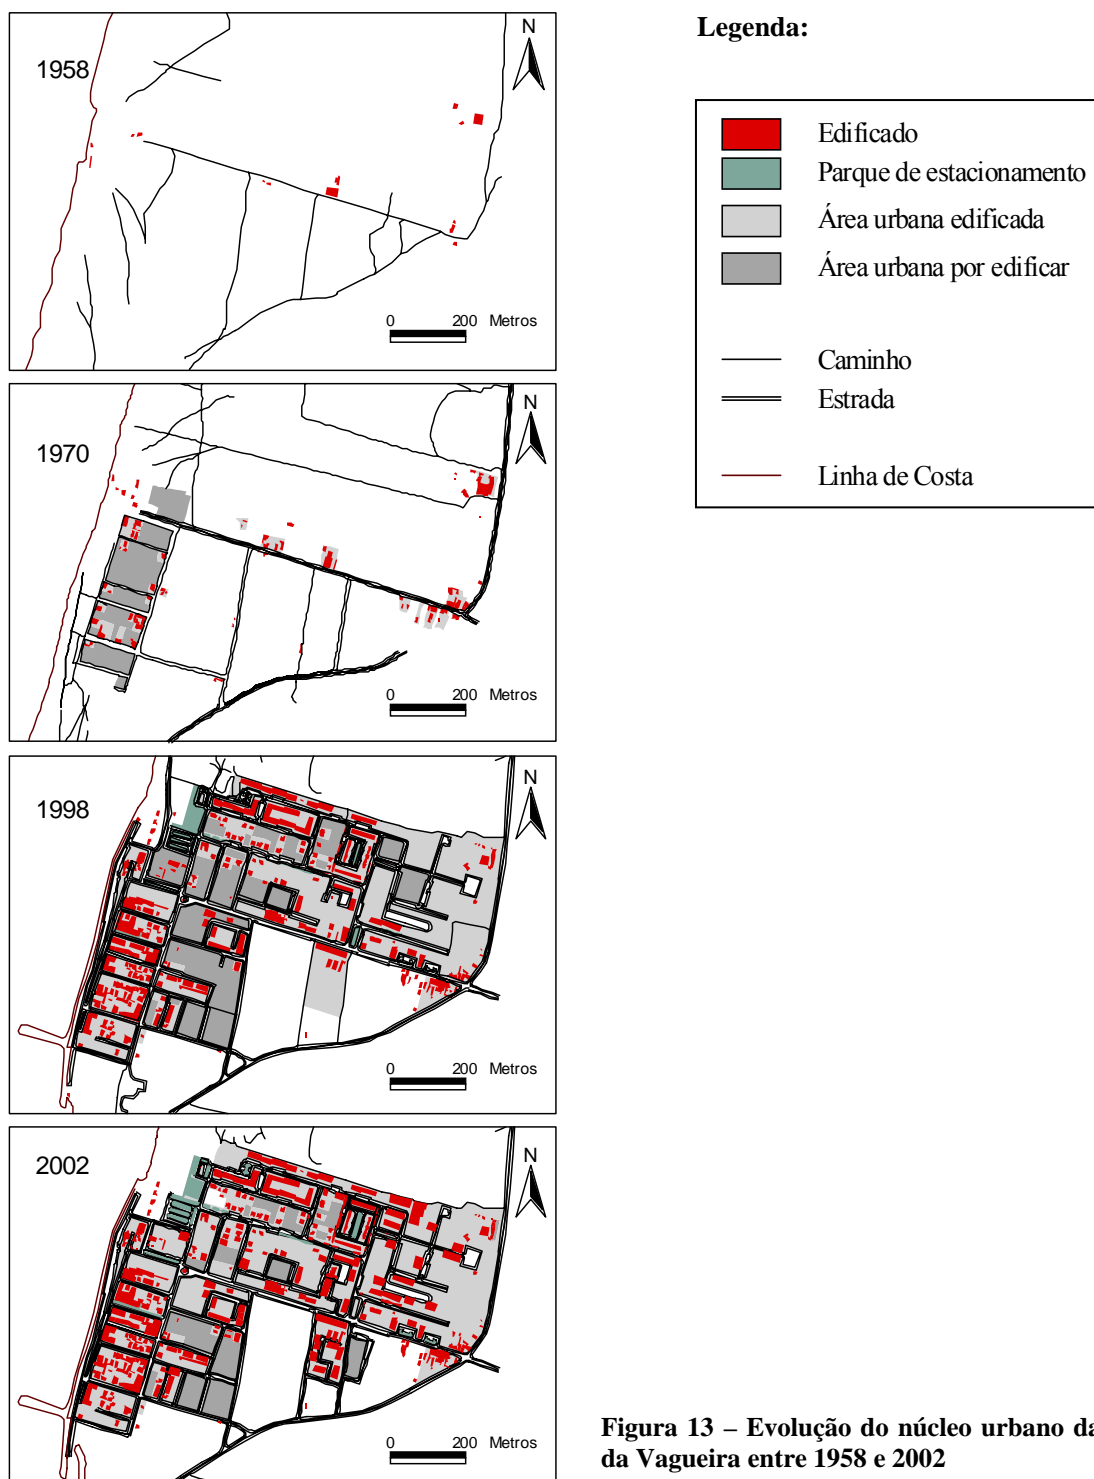 1958
N
0 200 Metros
1970
N
0 200 Metros
1998
N
0 200 Metros
2002
N
0 200 Metros
Legenda:
Edificado
Parque de estacionamento
Área urbana edificada
Área urbana por edificar
Caminho
Estrada
Linha de Costa
Figura 13 – Evolução do núcleo urbano da
da Vagueira entre 1958 e 2002